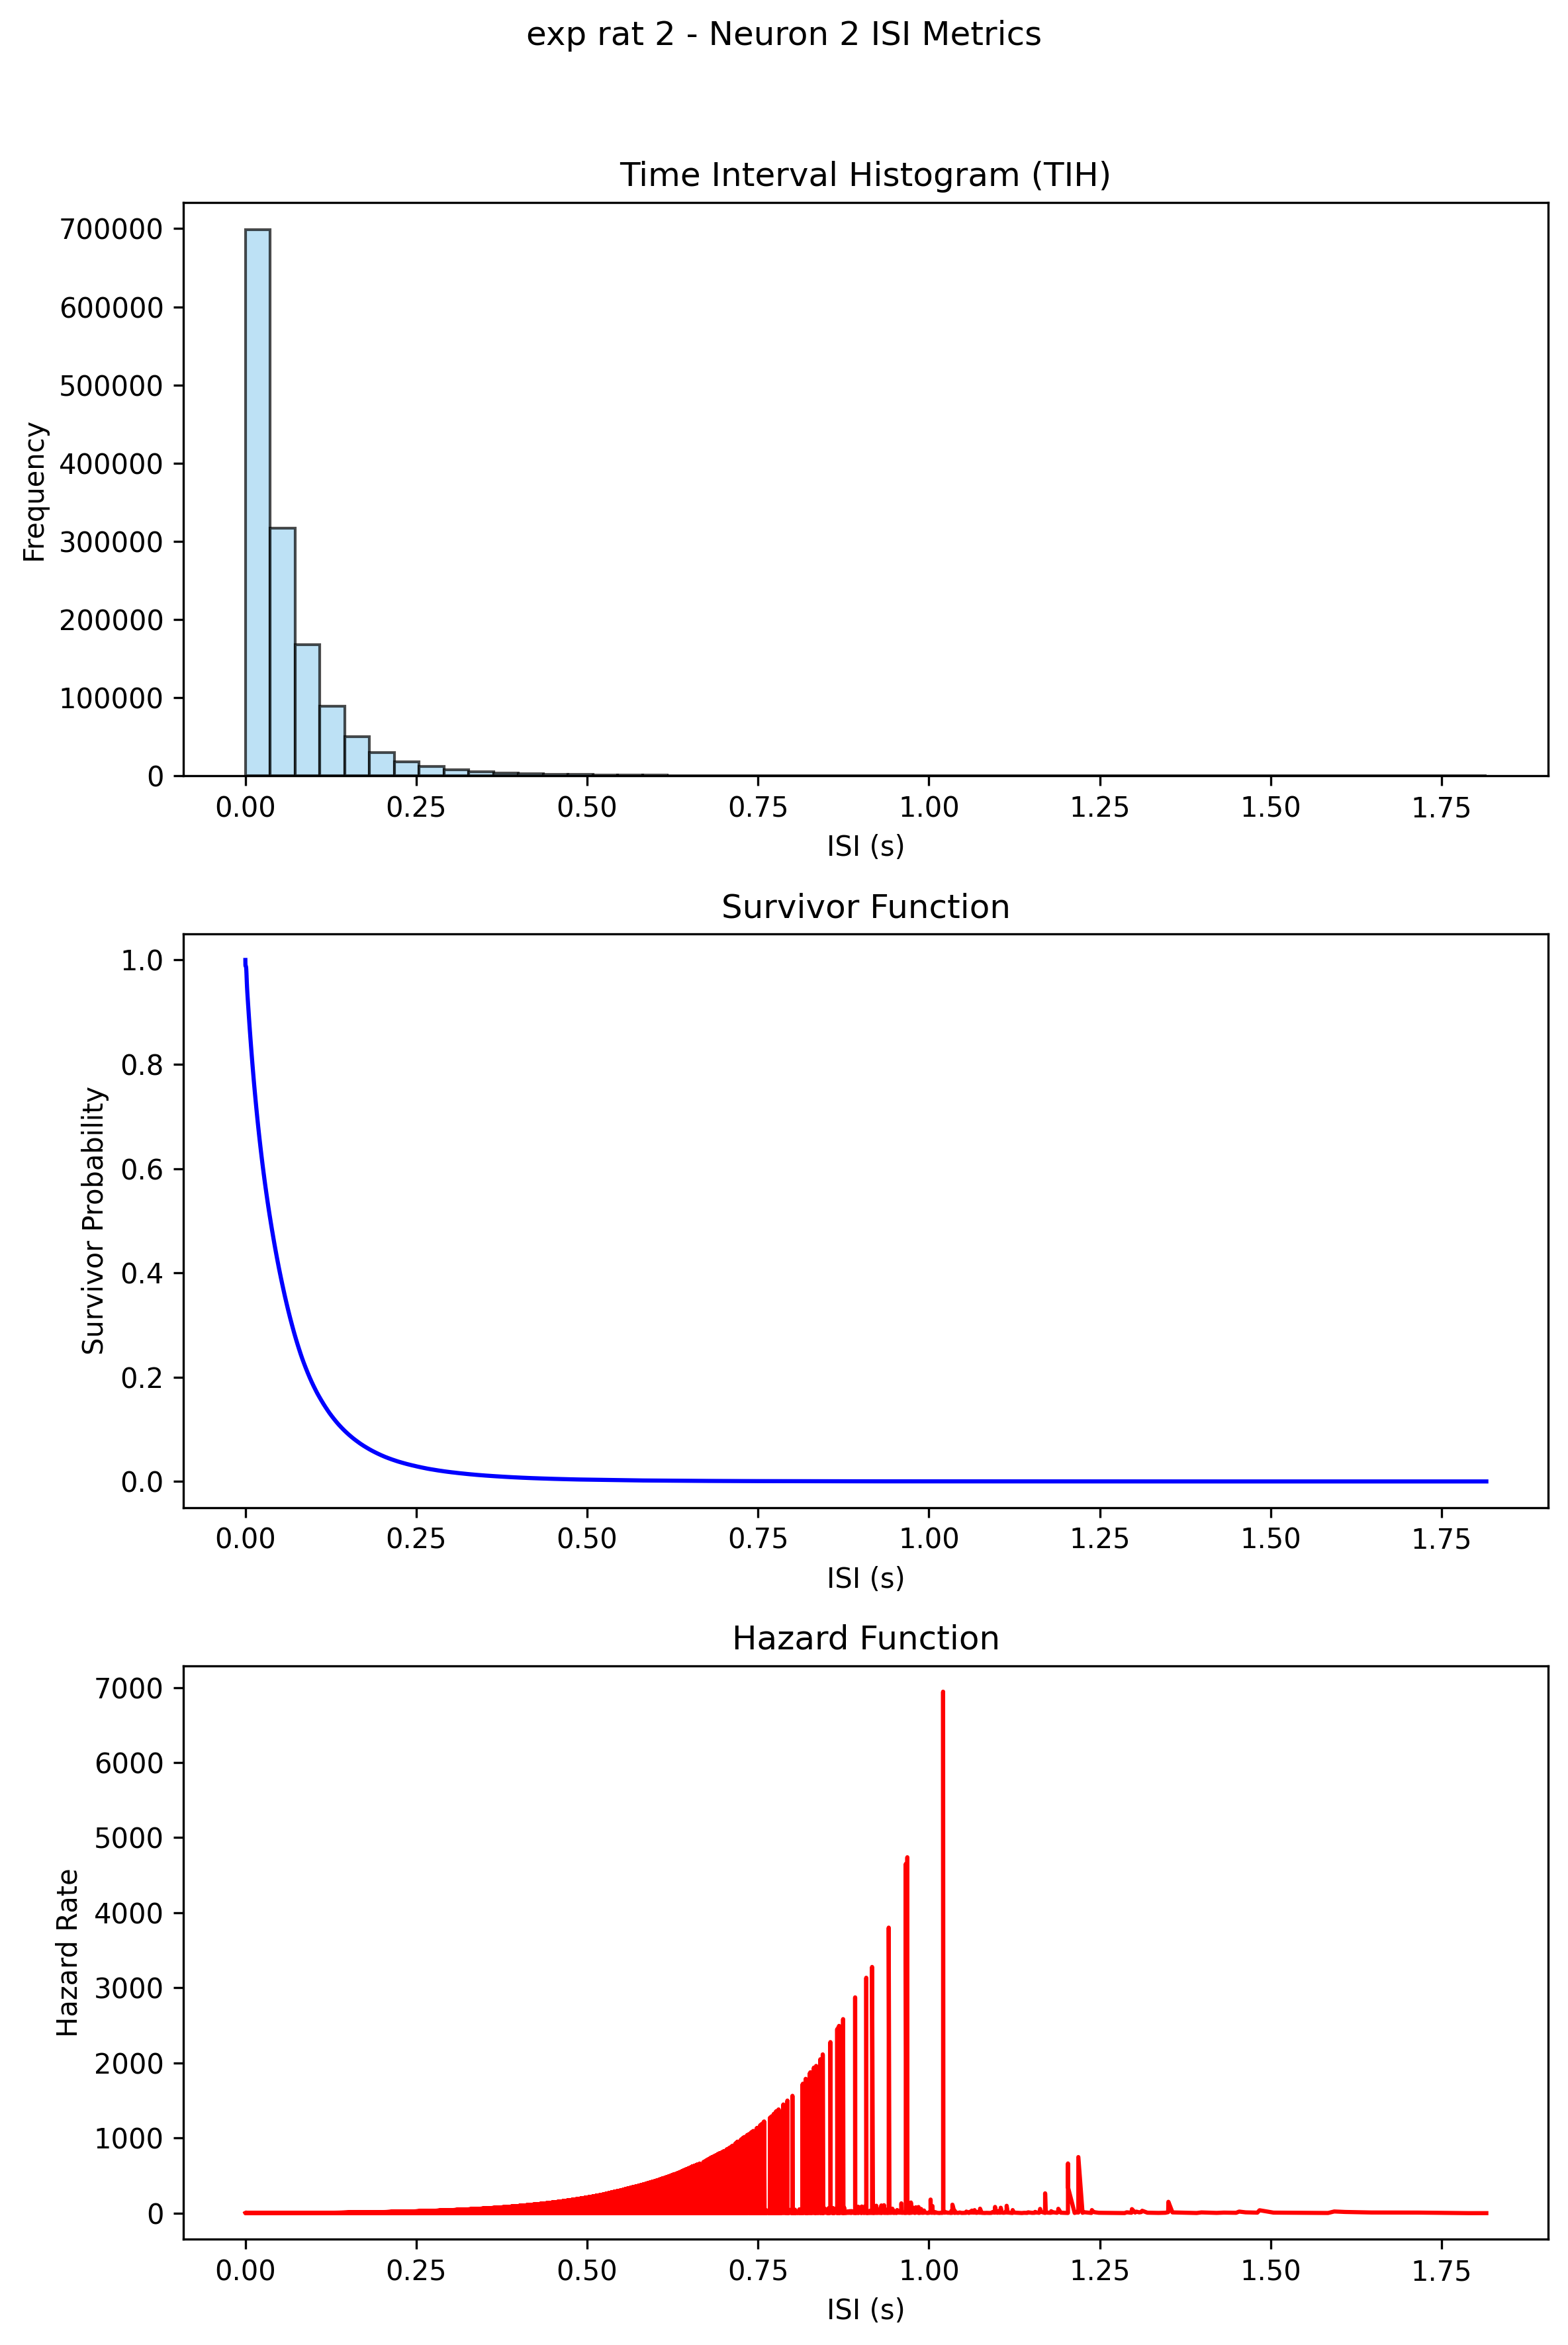 exp rat 2 - Neuron 2 ISI Metrics
Time Interval Histogram (TIH)
700000
600000
500000
400000
300000
200000
100000
0
Frequency
0.00 0.25 0.50 0.75 1.00 1.25 1.50 1.75
ISI (s)
Survivor Function
1.0
0.8
0.6
0.4
0.2
0.0
Survivor Probability
0.00 0.25 0.50 0.75 1.00 1.25 1.50 1.75
ISI (s)
Hazard Function
7000
6000
5000
4000
3000
2000
1000
0
Hazard Rate
0.00 0.25 0.50 0.75 1.00 1.25 1.50 1.75
ISI (s)